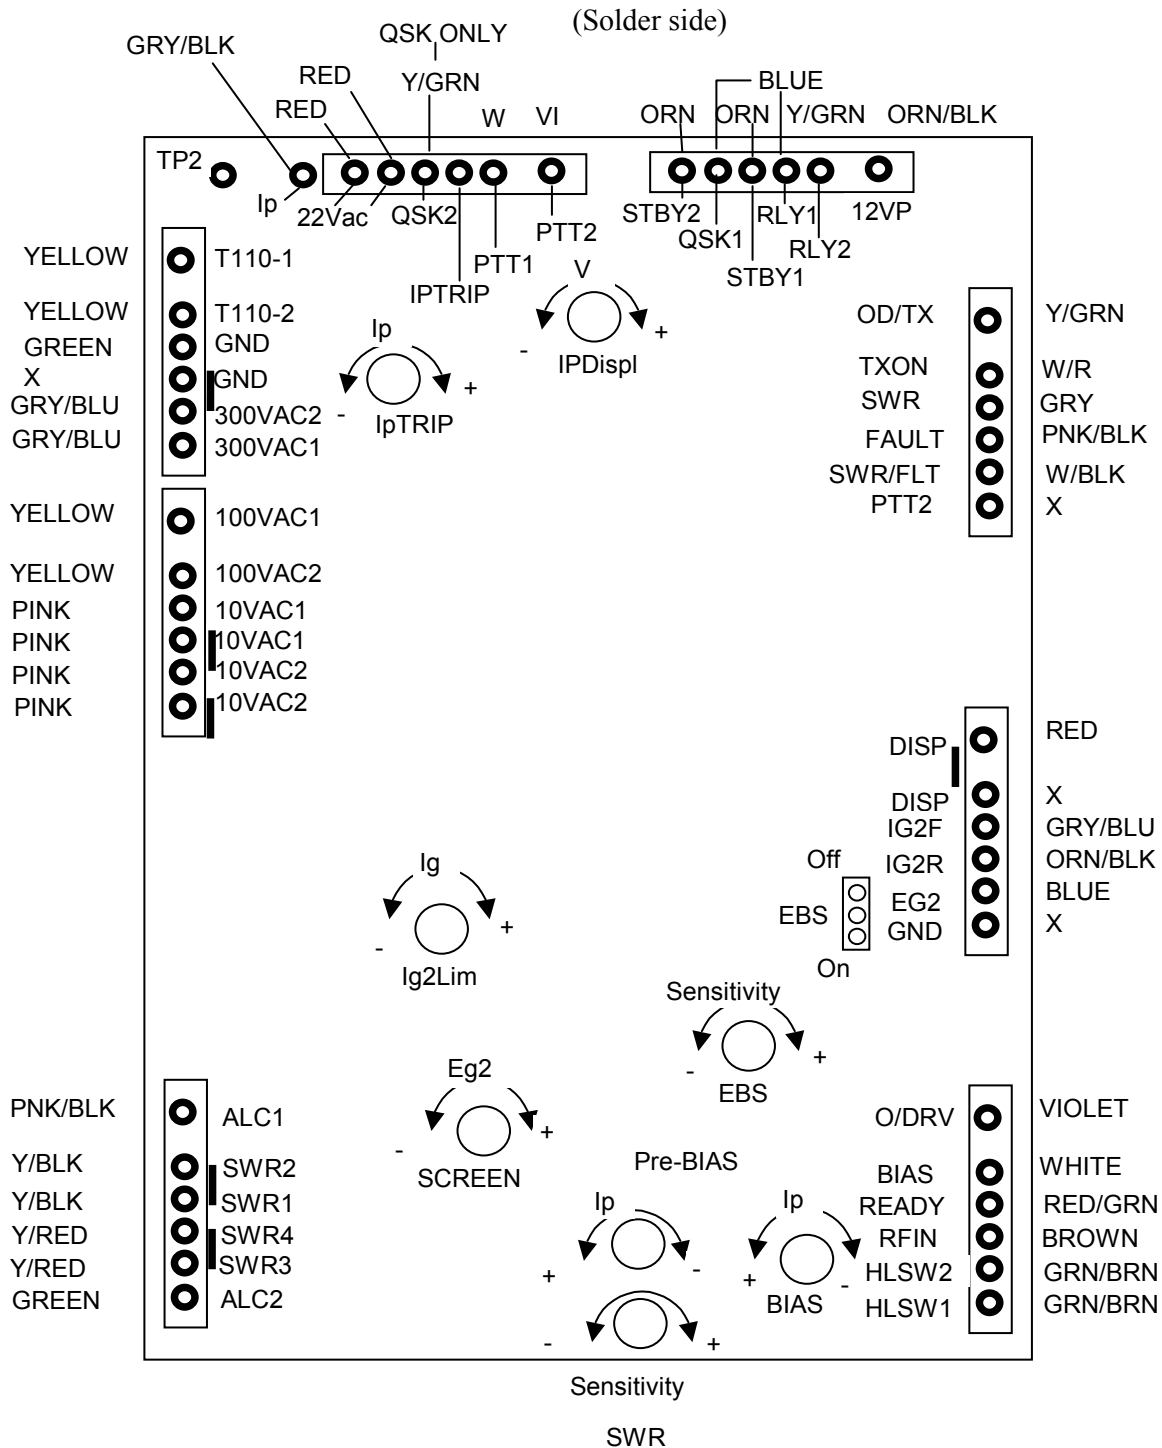 (Solder side)
QSK ONLY
GRY/BLK
RED
Y/GRN
BLUE
RED
W
VI
ORN
ORN
Y/GRN
ORN/BLK
TP2
Ip
22Vac
QSK2
PTT2
STBY2
RLY1
12VP
QSK1
RLY2
PTT1
STBY1
IPTRIP
YELLOW T110-1
V
- +
IPDispl
YELLOW T110-2
GREEN GND
X GND
GRY/BLU 300VAC2
GRY/BLU 300VAC1
Ip
- +
IpTRIP
OD/TX Y/GRN
TXON W/R
SWR GRY
FAULT PNK/BLK
SWR/FLT W/BLK
PTT2 X
YELLOW 100VAC1
YELLOW 100VAC2
PINK 10VAC1
PINK 10VAC1
PINK 10VAC2
PINK 10VAC2
DISP RED
DISP X
IG2F GRY/BLU
IG2R ORN/BLK
EG2 BLUE
GND X
Off
EBS
On
Ig
- +
Ig2Lim
Sensitivity
- +
EBS
Eg2
- +
SCREEN
PNK/BLK ALC1
Y/BLK SWR2
Y/BLK SWR1
Y/RED SWR4
Y/RED SWR3
GREEN ALC2
Pre-BIAS
Ip
+ -
Ip
+ -
BIAS
O/DRV VIOLET
BIAS WHITE
READY RED/GRN
RFIN BROWN
HLSW2 GRN/BRN
HLSW1 GRN/BRN
- +
Sensitivity
SWR